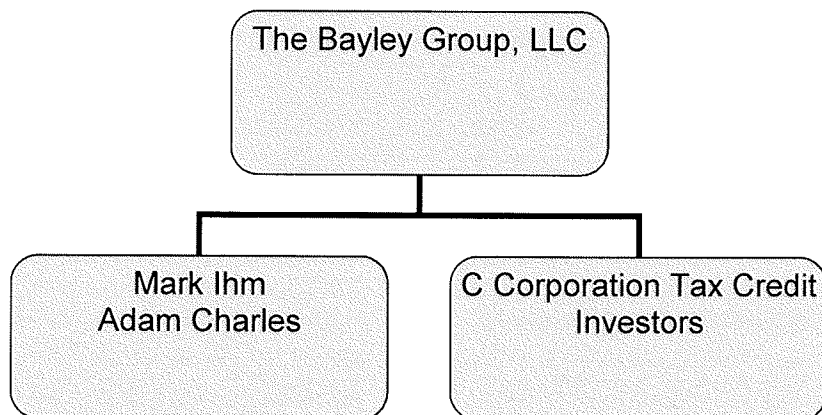 The Bayley Group, LLC
Mark Ihm
Adam Charles
C Corporation Tax Credit
Investors